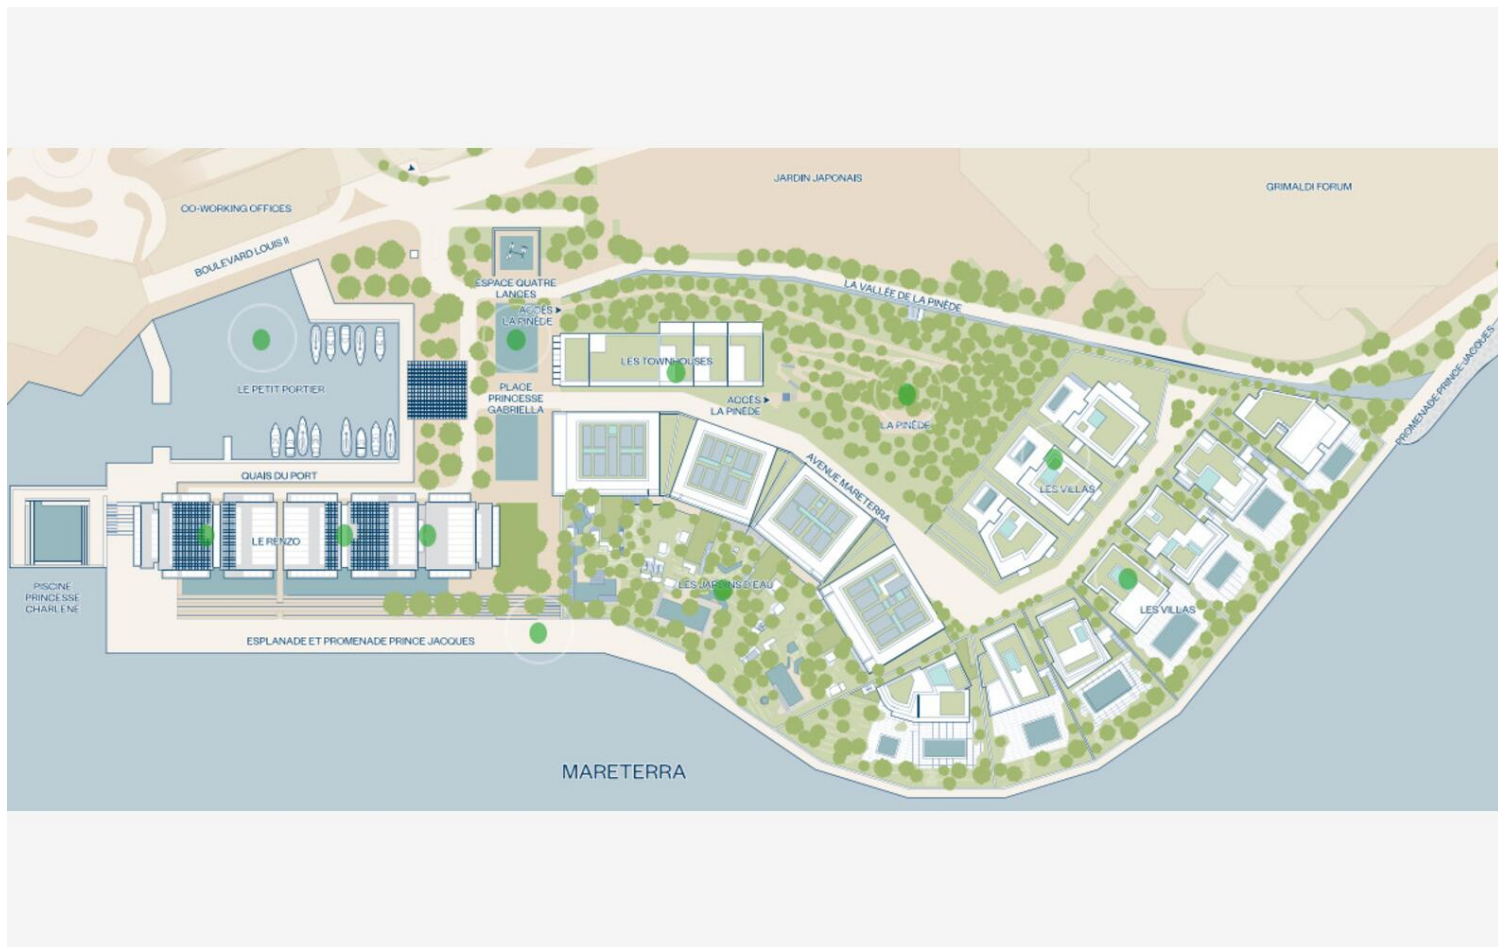 JARDIN JAPONAIS
GRIMALDI FORUM
CO-WORKING OFFICES
BOULEVARD LOUIS II
ESPACE QUATRE
LANCES
LA VALLÉE DE LA PINÈDE
ACCÈS
LA PINÈDE
LES TOWNHOUSES
PROMENADE PRINCE JACQUES
LE PETIT PORTIER
PLACE
PRINCESSE
GABRIELLA
ACCÈS
LA PINÈDE
LA PINÈDE
QUAIS DU PORT
AVENUE MARETERRA
LES VILLAS
LE RENZO
PISCINE
PRINCESSE
CHARLÈNE
LES JARDINS D'EAU
LES VILLAS
ESPLANADE ET PROMENADE PRINCE JACQUES
MARETERRA